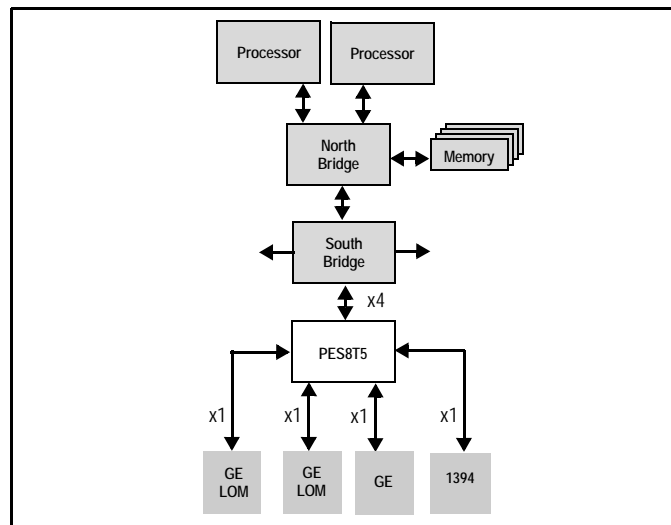 Processor
Processor
North
Bridge
Memory
South
Bridge
x4
PES8T5
x1
x1
x1
x1
GE
LOM
GE
LOM
GE
1394